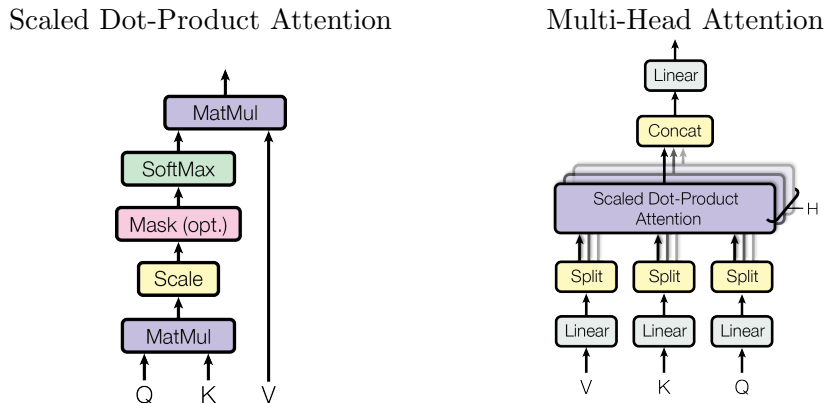 Scaled Dot-Product Attention
MatMul
SoftMax
Mask (opt.)
Scale
MatMul
Q K V
Multi-Head Attention
Linear
Concat
Scaled Dot-Product
Attention
H
Split Split Split
Linear Linear Linear
V K Q